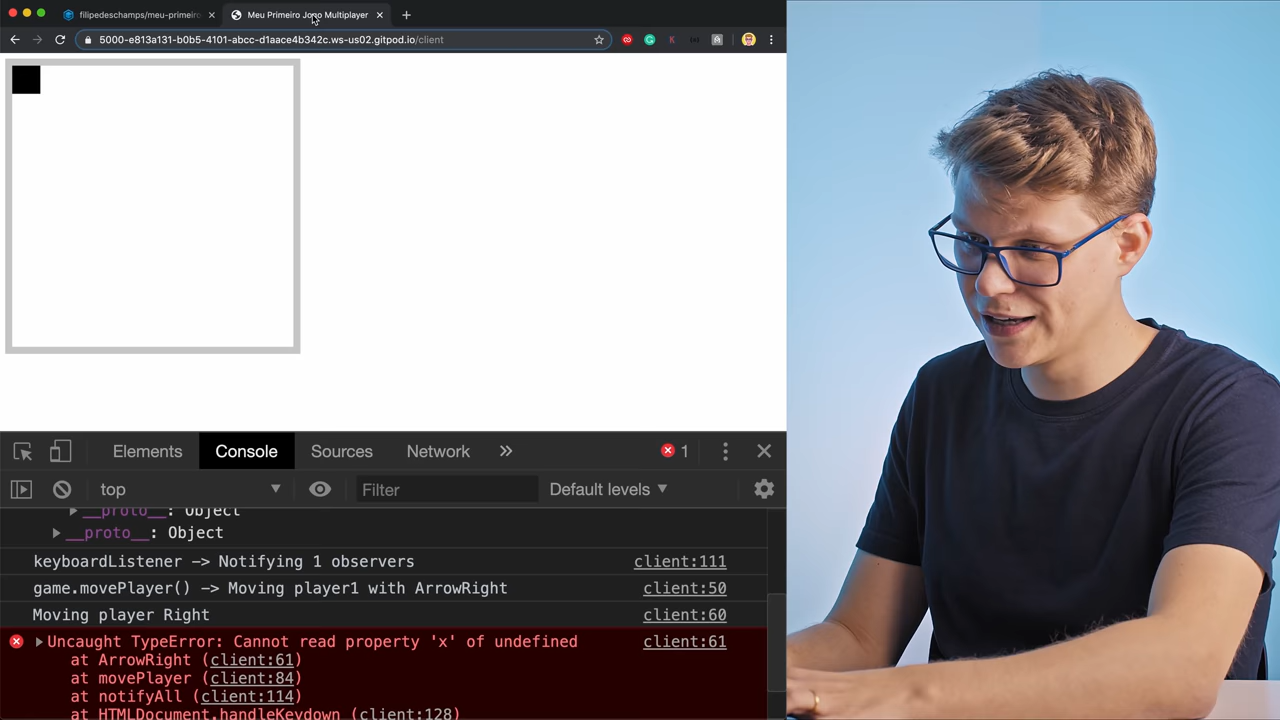 filipedeschamps/meu-primeiro
Meu Primeiro Jogo Multiplayer
5000-e813a131-b0b5-4101-abcc-d1aace4b342c.ws-us02.gitpod.io/client
Elements
Console
Sources
Network
1
top
Filter
Default levels
__proto__: Object
__proto__: Object
keyboardListener -> Notifying 1 observers client:111
game.movePlayer() -> Moving player1 with ArrowRight client:50
Moving player Right client:60
Uncaught TypeError: Cannot read property 'x' of undefined client:61
at ArrowRight (client:61)
at movePlayer (client:84)
at notifyAll (client:114)
at HTMLDocument.handleKeydown (client:128)